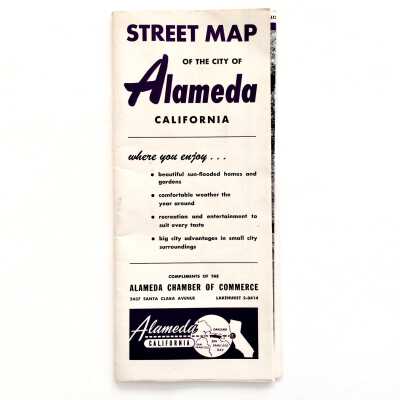 STREET MAP
OF THE CITY OF
Alameda
CALIFORNIA
where you enjoy . . .
• beautiful sun-flooded homes and
gardens
• comfortable weather the
year around
• recreation and entertainment to
suit every taste
• big city advantages in small city
surroundings
COMPLIMENTS OF THE
ALAMEDA CHAMBER OF COMMERCE
2437 SANTA CLARA AVENUE LAKEHURST 2-0414
Alameda
CALIFORNIA
OAKLAND
SAN
FRANCISCO
BAY